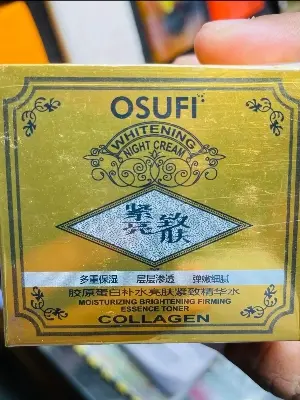 OSUFI
WHITENING
NIGHT CREAM
紧致
亮肤
多重保湿 层层渗透 弹嫩细腻
胶原蛋白补水亮肤紧致精华水
MOISTURIZING BRIGHTENING FIRMING
ESSENCE TONER
COLLAGEN